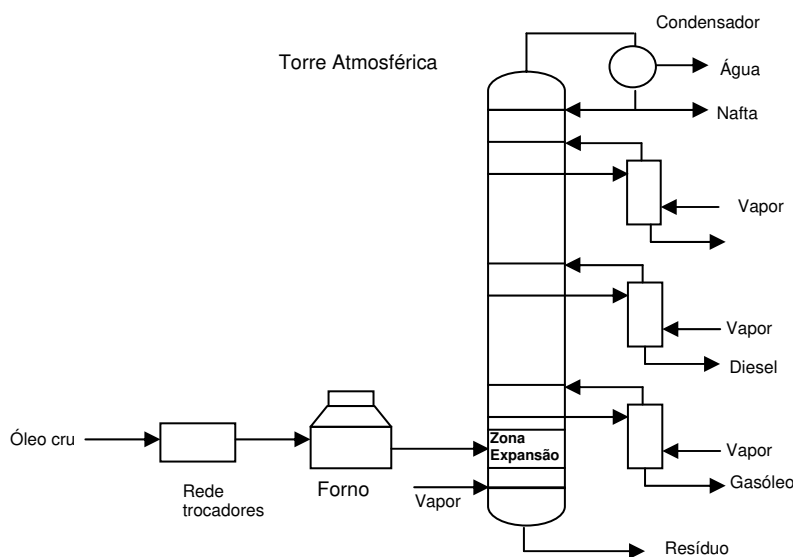 Condensador
Torre Atmosférica
Água
Nafta
Vapor
Vapor
Diesel
Zona
Expansão
Óleo cru
Vapor
Gasóleo
Rede
trocadores
Forno
Vapor
Resíduo